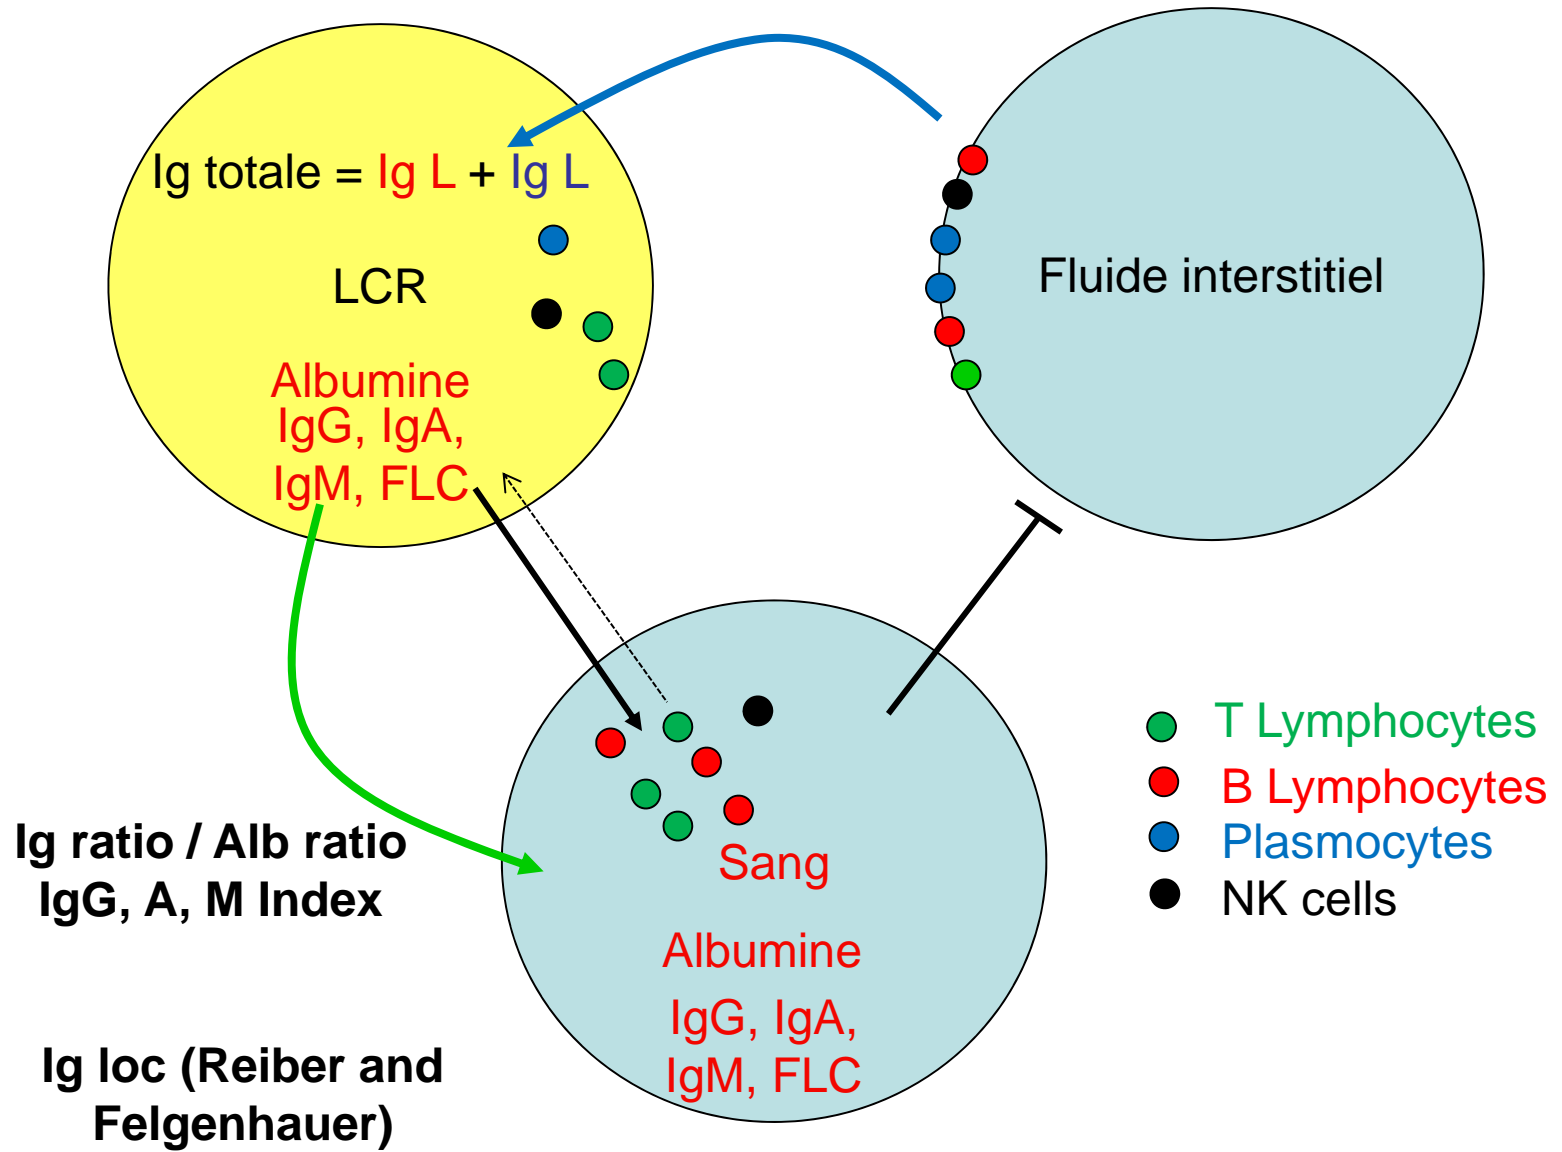 Ig totale = Ig L + Ig L
LCR
Albumine
IgG, IgA,
IgM, FLC
Fluide interstitiel
Sang
Albumine
IgG, IgA,
IgM, FLC
T Lymphocytes
B Lymphocytes
Plasmocytes
NK cells
Ig ratio / Alb ratio
IgG, A, M Index
Ig loc (Reiber and
Felgenhauer)